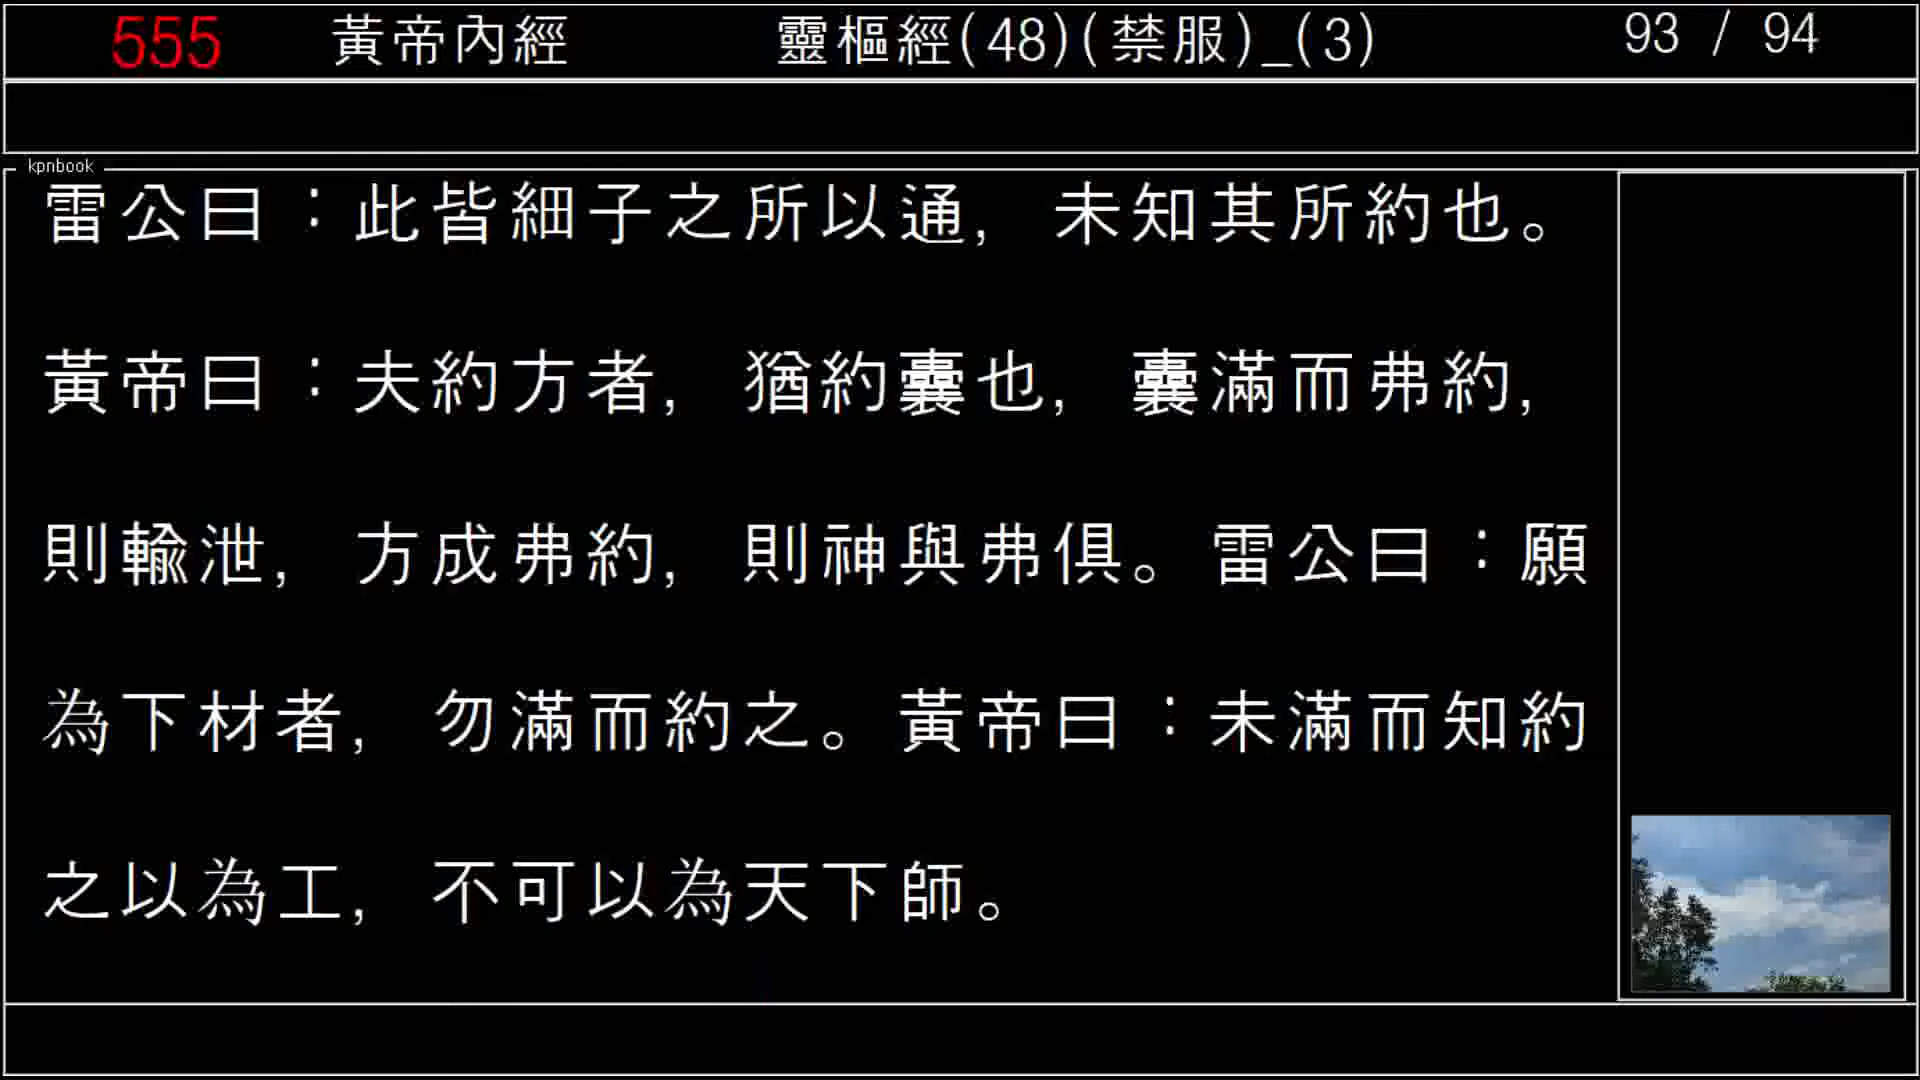 555 黃帝內經 靈樞經(48)(禁服)_(3) 93 / 94
kpnbook
雷公曰：此皆細子之所以通, 未知其所約也。
黃帝曰：夫約方者, 猶約囊也, 囊滿而弗約,
則輸泄, 方成弗約, 則神與弗俱。雷公曰：願
為下材者, 勿滿而約之。黃帝曰：未滿而知約
之以為工, 不可以為天下師。